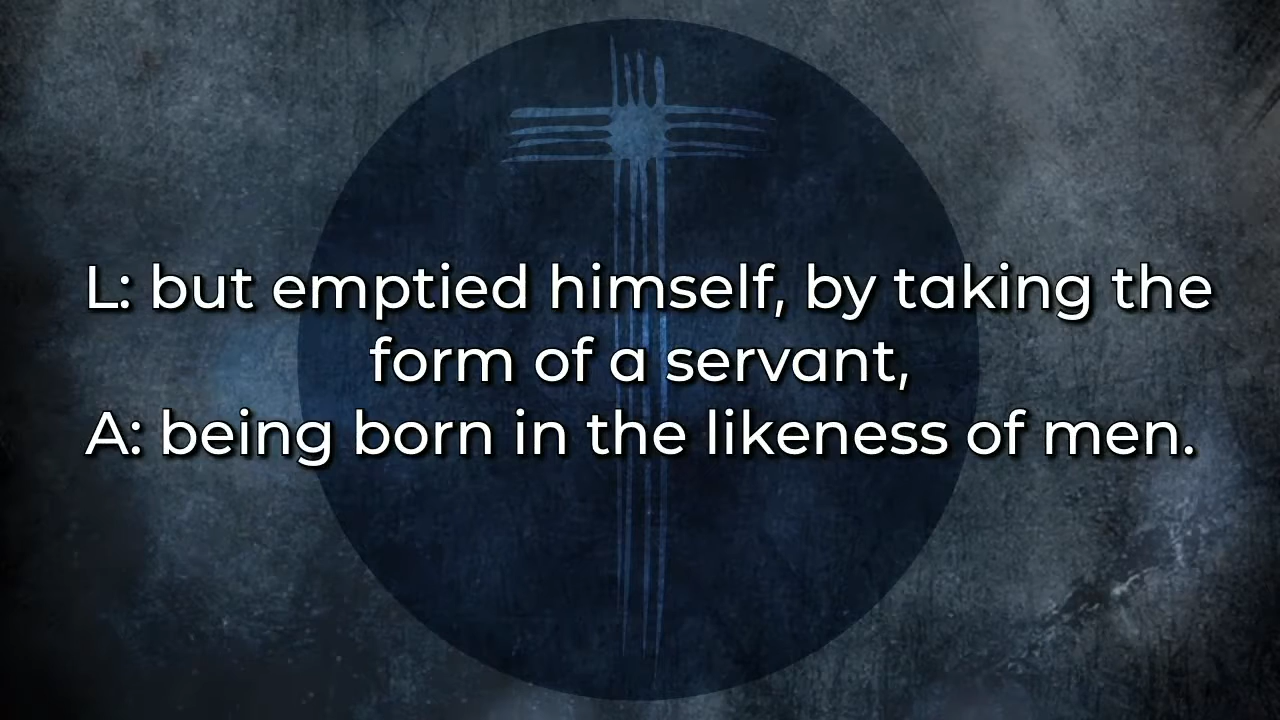 L: but emptied himself, by taking the
form of a servant,
A: being born in the likeness of men.